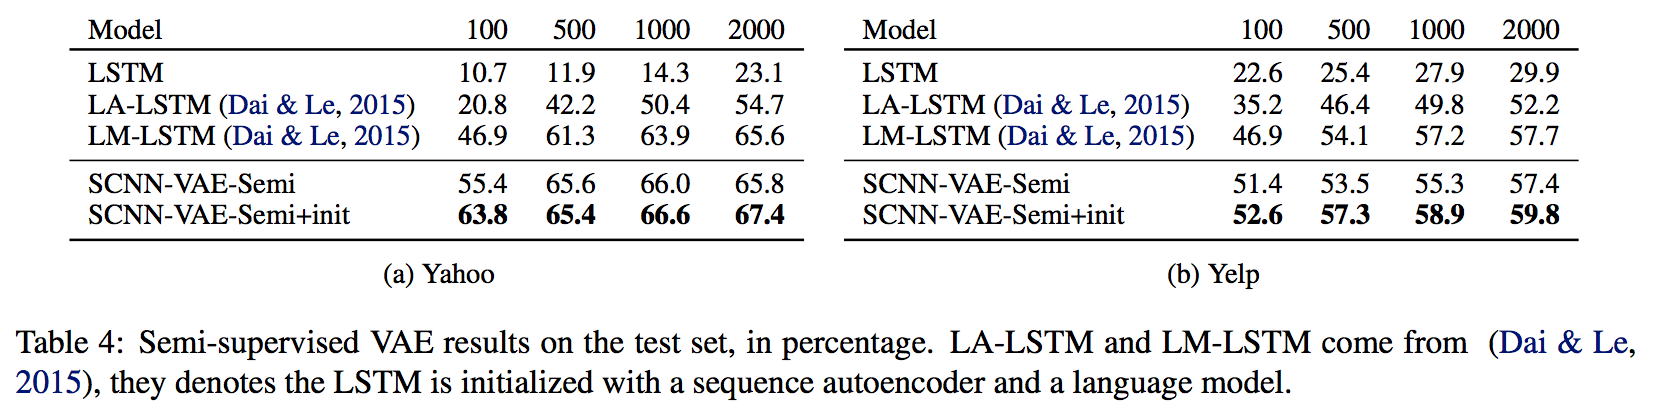 Model 100 500 1000 2000
LSTM 10.7 11.9 14.3 23.1
LA-LSTM (Dai & Le, 2015) 20.8 42.2 50.4 54.7
LM-LSTM (Dai & Le, 2015) 46.9 61.3 63.9 65.6
SCNN-VAE-Semi 55.4 65.6 66.0 65.8
SCNN-VAE-Semi+init 63.8 65.4 66.6 67.4
(a) Yahoo
Model 100 500 1000 2000
LSTM 22.6 25.4 27.9 29.9
LA-LSTM (Dai & Le, 2015) 35.2 46.4 49.8 52.2
LM-LSTM (Dai & Le, 2015) 46.9 54.1 57.2 57.7
SCNN-VAE-Semi 51.4 53.5 55.3 57.4
SCNN-VAE-Semi+init 52.6 57.3 58.9 59.8
(b) Yelp
Table 4: Semi-supervised VAE results on the test set, in percentage. LA-LSTM and LM-LSTM come from (Dai & Le,
2015), they denotes the LSTM is initialized with a sequence autoencoder and a language model.